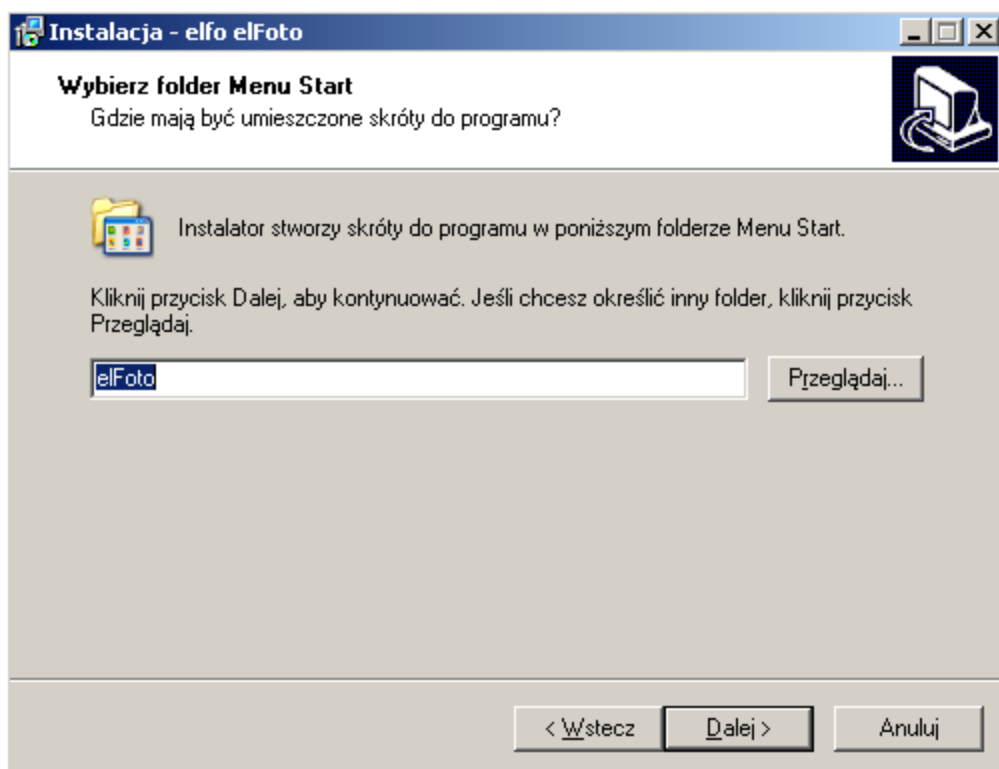 Instalacja - elfo elFoto
Wybierz folder Menu Start
Gdzie mają być umieszczone skróty do programu?
Instalator stworzy skróty do programu w poniższym folderze Menu Start.
Kliknij przycisk Dalej, aby kontynuować. Jeśli chcesz określić inny folder, kliknij przycisk
Przeglądaj.
elFoto Przeglądaj...
< Wstecz Dalej > Anuluj